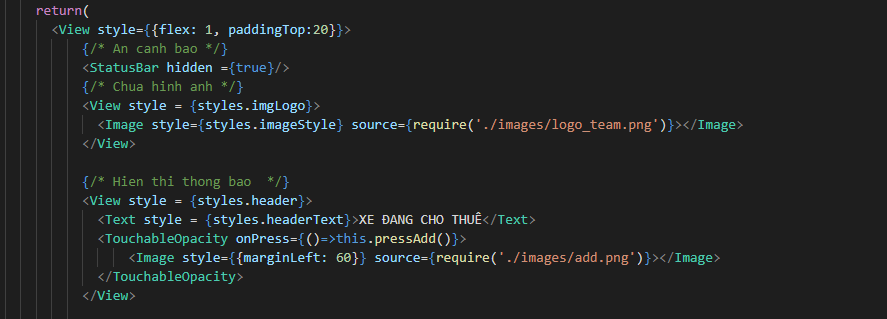 return(
<View style={{flex: 1, paddingTop:20}}>
{/* An canh bao */}
<StatusBar hidden ={true}/>
{/* Chua hinh anh */}
<View style = {styles.imgLogo}>
<Image style={styles.imageStyle} source={require('./images/logo_team.png')}></Image>
</View>
{/* Hien thi thong bao  */}
<View style = {styles.header}>
<Text style = {styles.headerText}>XE ĐANG CHO THUÊ</Text>
<TouchableOpacity onPress={()=>this.pressAdd()}>
<Image style={{marginLeft: 60}} source={require('./images/add.png')}></Image>
</TouchableOpacity>
</View>